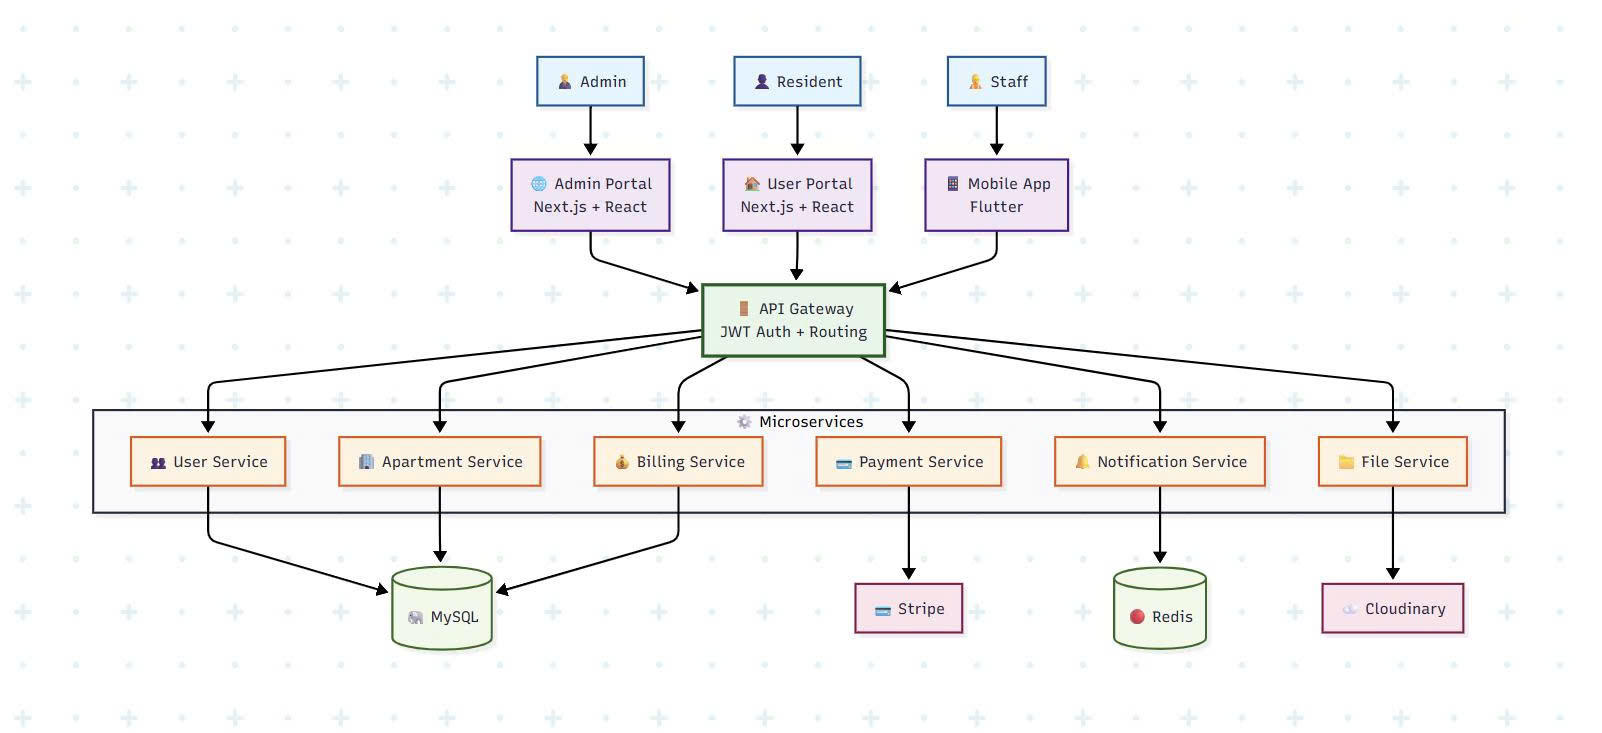 Admin
Resident
Staff
Admin Portal
Next.js + React
User Portal
Next.js + React
Mobile App
Flutter
API Gateway
JWT Auth + Routing
Microservices
User Service
Apartment Service
Billing Service
Payment Service
Notification Service
File Service
MySQL
Stripe
Redis
Cloudinary